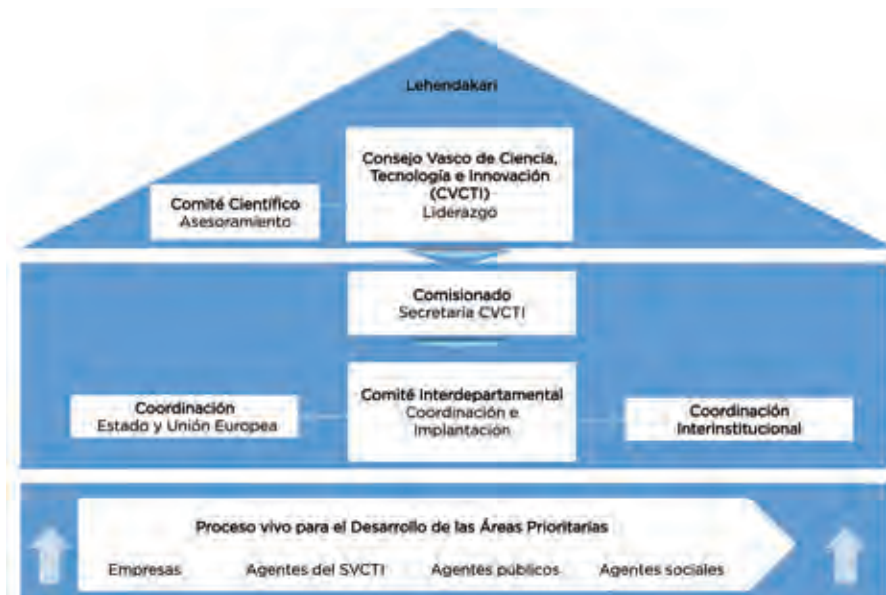 Lehendakari
Consejo Vasco de Ciencia,
Tecnología e Innovación
(CVCTI)
Liderazgo
Comité Científico
Asesoramiento
Comisionado
Secretaria CVCTI
Comité Interdepartamental
Coordinación e
Implantación
Coordinación
Estado y Unión Europea
Coordinación
Interinstitucional
Proceso vivo para el Desarrollo de las Áreas Prioritarias
Empresas Agentes del SVCTI Agentes públicos Agentes sociales